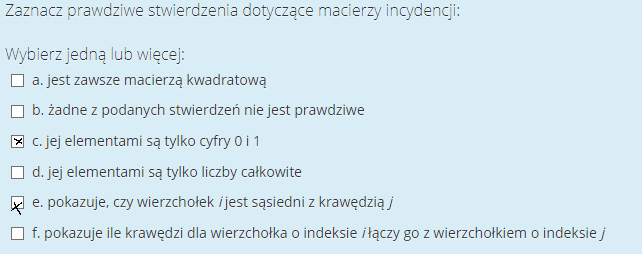 Zaznacz prawdziwe stwierdzenia dotyczące macierzy incydencji:
Wybierz jedną lub więcej:
a. jest zawsze macierzą kwadratową
b. żadne z podanych stwierdzeń nie jest prawdziwe
c. jej elementami są tylko cyfry 0 i 1
d. jej elementami są tylko liczby całkowite
e. pokazuje, czy wierzchołek i jest sąsiedni z krawędzią j
f. pokazuje ile krawędzi dla wierzchołka o indeksie i łączy go z wierzchołkiem o indeksie j